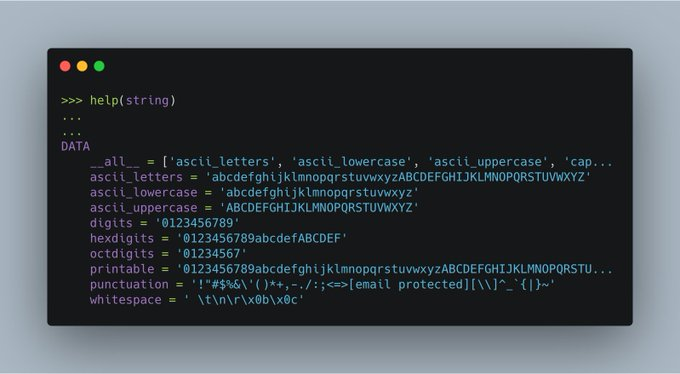 >>> help(string)
...
...
DATA
    __all__ = ['ascii_letters', 'ascii_lowercase', 'ascii_uppercase', 'cap...
    ascii_letters = 'abcdefghijklmnopqrstuvwxyzABCDEFGHIJKLMNOPQRSTUVWXYZ'
    ascii_lowercase = 'abcdefghijklmnopqrstuvwxyz'
    ascii_uppercase = 'ABCDEFGHIJKLMNOPQRSTUVWXYZ'
    digits = '0123456789'
    hexdigits = '0123456789abcdefABCDEF'
    octdigits = '01234567'
    printable = '0123456789abcdefghijklmnopqrstuvwxyzABCDEFGHIJKLMNOPQRSTU...
    punctuation = '!"#$%&\'()*+,-./:;<=>[email protected][\\]^_`{|}~'
    whitespace = ' \t\n\r\x0b\x0c'